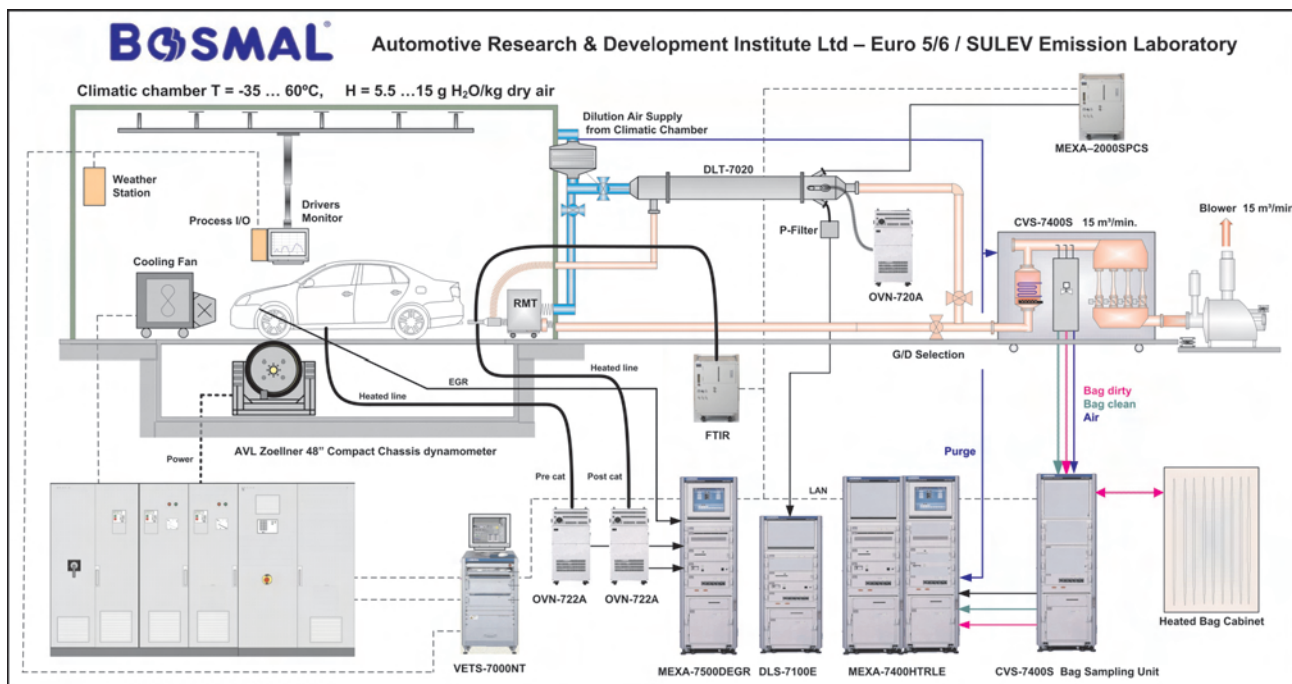 BOSMAL
Automotive Research & Development Institute Ltd – Euro 5/6 / SULEV Emission Laboratory
Climatic chamber T = -35 ... 60ºC, H = 5.5 ...15 g H₂O/kg dry air
Dilution Air Supply
from Climatic Chamber
MEXA–2000SPCS
Weather
Station
Process I/O
Drivers
Monitor
DLT-7020
Cooling Fan
P-Filter
OVN-720A
CVS-7400S 15 m³/min.
Blower 15 m³/min
RMT
G/D Selection
EGR
Heated line
Heated line
FTIR
Bag dirty
Bag clean
Air
AVL Zoellner 48" Compact Chassis dynamometer
Power
Pre cat
Post cat
Purge
LAN
OVN-722A
OVN-722A
VETS-7000NT
MEXA-7500DEGR
DLS-7100E
MEXA-7400HTRLE
CVS-7400S Bag Sampling Unit
Heated Bag Cabinet